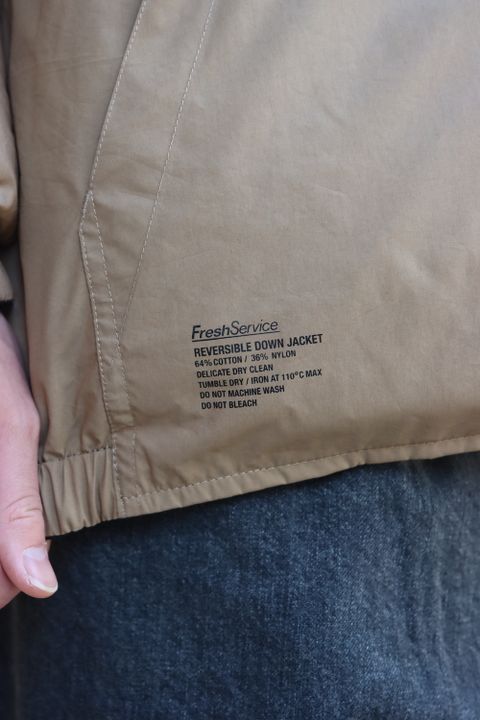 FreshService
REVERSIBLE DOWN JACKET
64% COTTON / 36% NYLON
DELICATE DRY CLEAN
TUMBLE DRY / IRON AT 110°C MAX
DO NOT MACHINE WASH
DO NOT BLEACH